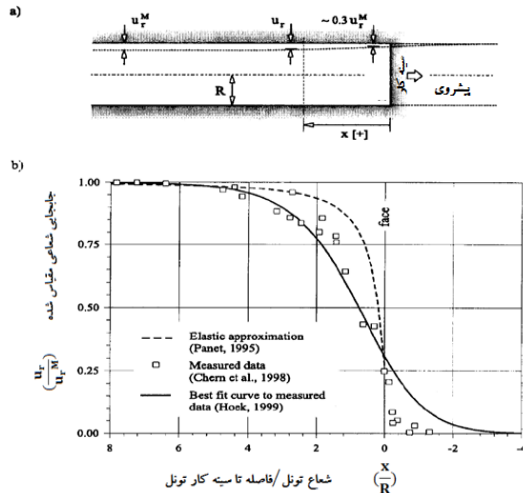 a)
u_r^M
u_r
~ 0.3 u_r^M
R
سینه کار
پیشروی
x [+]
b)
جابجایی شعاعی مقیاس شده
(u_r/u_r^M)
1.00
0.75
0.50
0.25
0.00
face
Elastic approximation
(Panet, 1995)
Measured data
(Chern et al., 1998)
Best fit curve to measured
data (Hoek, 1999)
8
6
4
2
0
-2
-4
شعاع تونل/فاصله تا سینه کار تونل
(x/R)